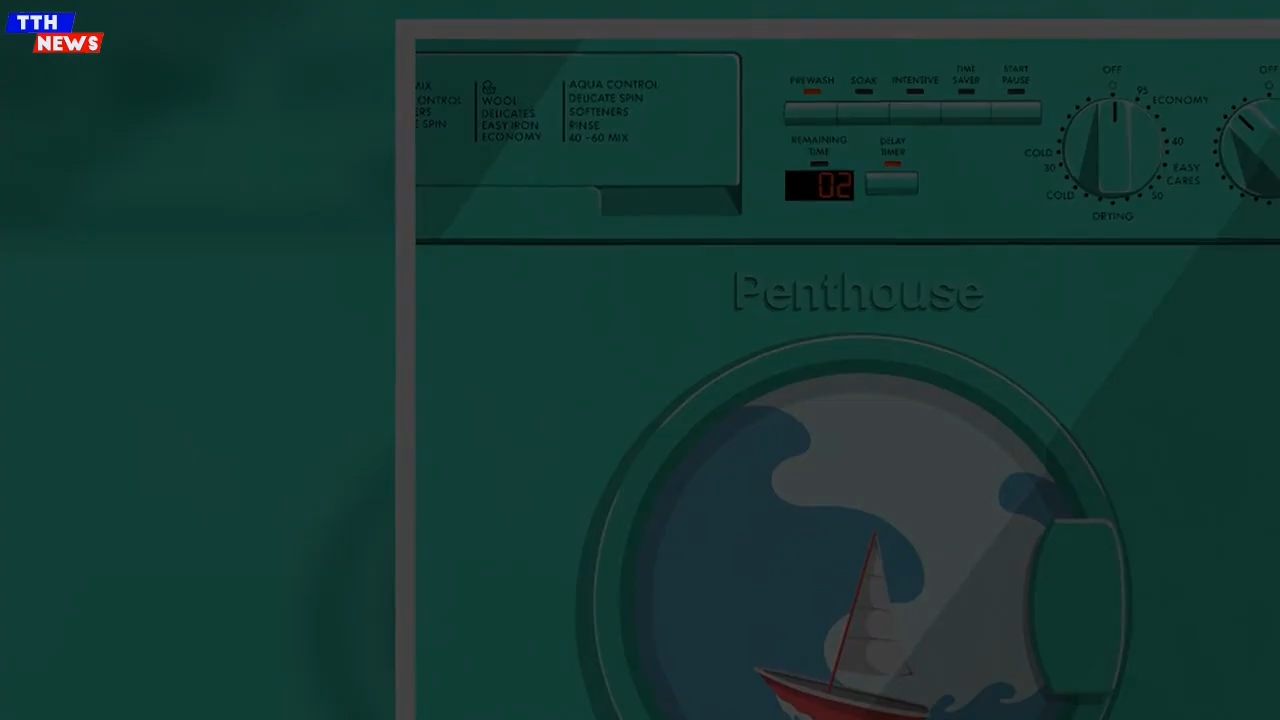 TTH
NEWS
MIX
CONTROL
ERS
E SPIN
WOOL
DELICATES
EASY IRON
ECONOMY
AQUA CONTROL
DELICATE SPIN
SOFTENERS
RINSE
40 -60 MIX
PREWASH
SOAK
INTENSIVE
TIME
SAVER
START
PAUSE
REMAINING
TIME
DELAY
TIMER
02
OFF
95
ECONOMY
40
EASY
CARES
50
DRYING
COLD
30
COLD
OFF
Penthouse